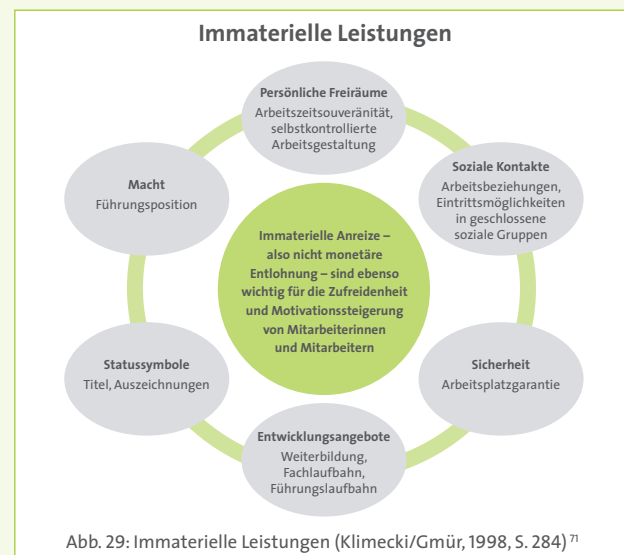 Immaterielle Leistungen
Persönliche Freiräume
Arbeitszeitsouveränität,
selbstkontrollierte
Arbeitsgestaltung
Macht
Führungsposition
Soziale Kontakte
Arbeitsbeziehungen,
Eintrittsmöglichkeiten
in geschlossene
soziale Gruppen
Immaterielle Anreize –
also nicht monetäre
Entlohnung – sind ebenso
wichtig für die Zufreidenheit
und Motivationssteigerung
von Mitarbeiterinnen
und Mitarbeitern
Statussymbole
Titel, Auszeichnungen
Sicherheit
Arbeitsplatzgarantie
Entwicklungsangebote
Weiterbildung,
Fachlaufbahn,
Führungslaufbahn
Abb. 29: Immaterielle Leistungen (Klimecki/Gmür, 1998, S. 284) 71